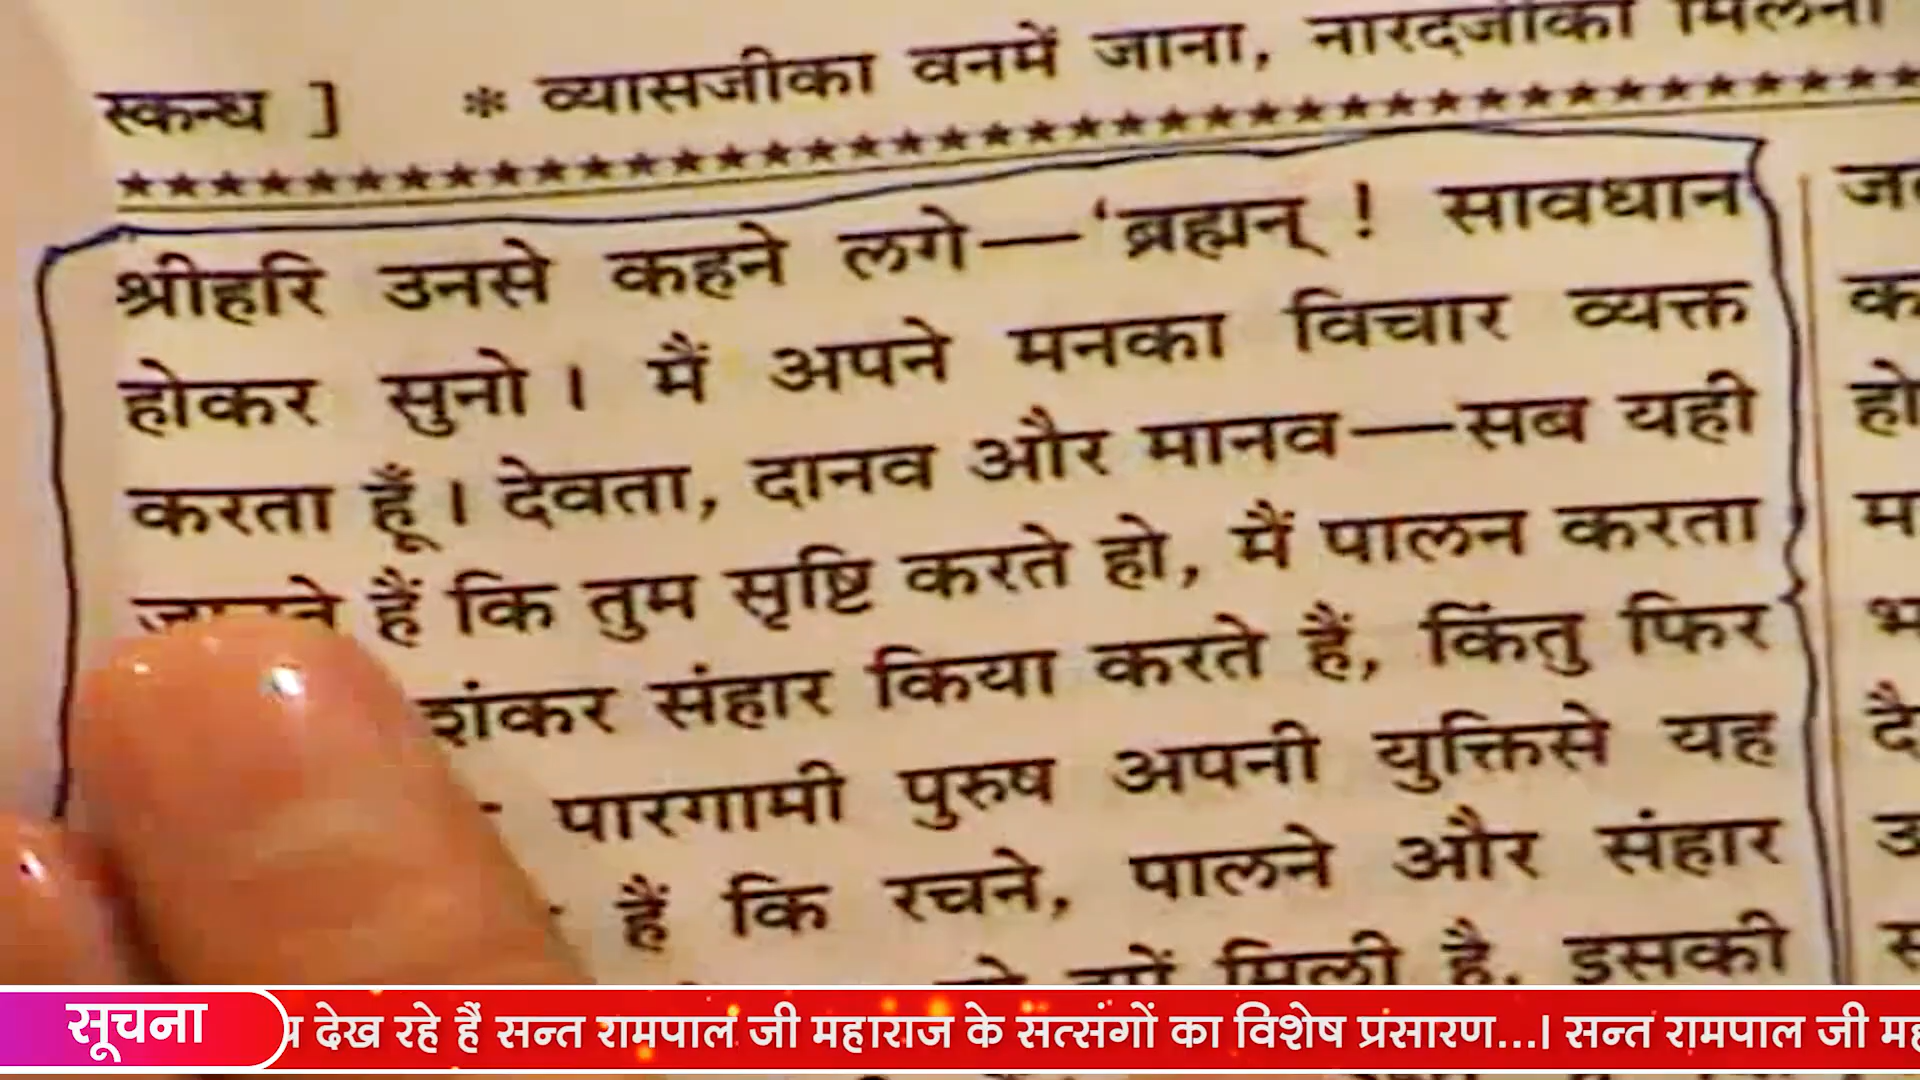 स्कन्ध ] * व्यासजीका वनमें जाना, नारदजीका मिलना
श्रीहरि उनसे कहने लगे—‘ब्रह्मन् ! सावधान
होकर सुनो। मैं अपने मनका विचार व्यक्त
करता हूँ। देवता, दानव और मानव—सब यही
हैं कि तुम सृष्टि करते हो, मैं पालन करता
शंकर संहार किया करते हैं, किंतु फिर
पारगामी पुरुष अपनी युक्तिसे यह
हैं कि रचने, पालने और संहार
मिली है, इसकी
सूचना
देख रहे हैं सन्त रामपाल जी महाराज के सत्संगों का विशेष प्रसारण...। सन्त रामपाल जी